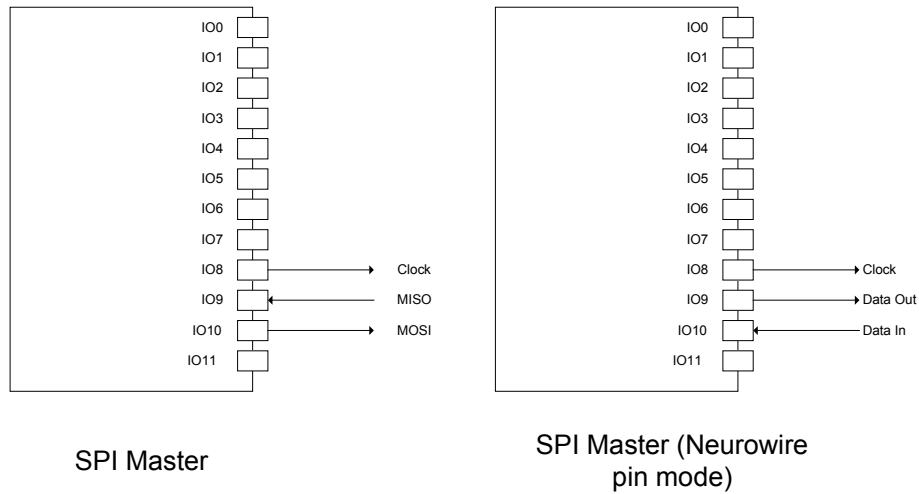 IO0
IO1
IO2
IO3
IO4
IO5
IO6
IO7
IO8 Clock
IO9 MISO
IO10 MOSI
IO11
SPI Master
IO0
IO1
IO2
IO3
IO4
IO5
IO6
IO7
IO8 Clock
IO9 Data Out
IO10 Data In
IO11
SPI Master (Neurowire
pin mode)